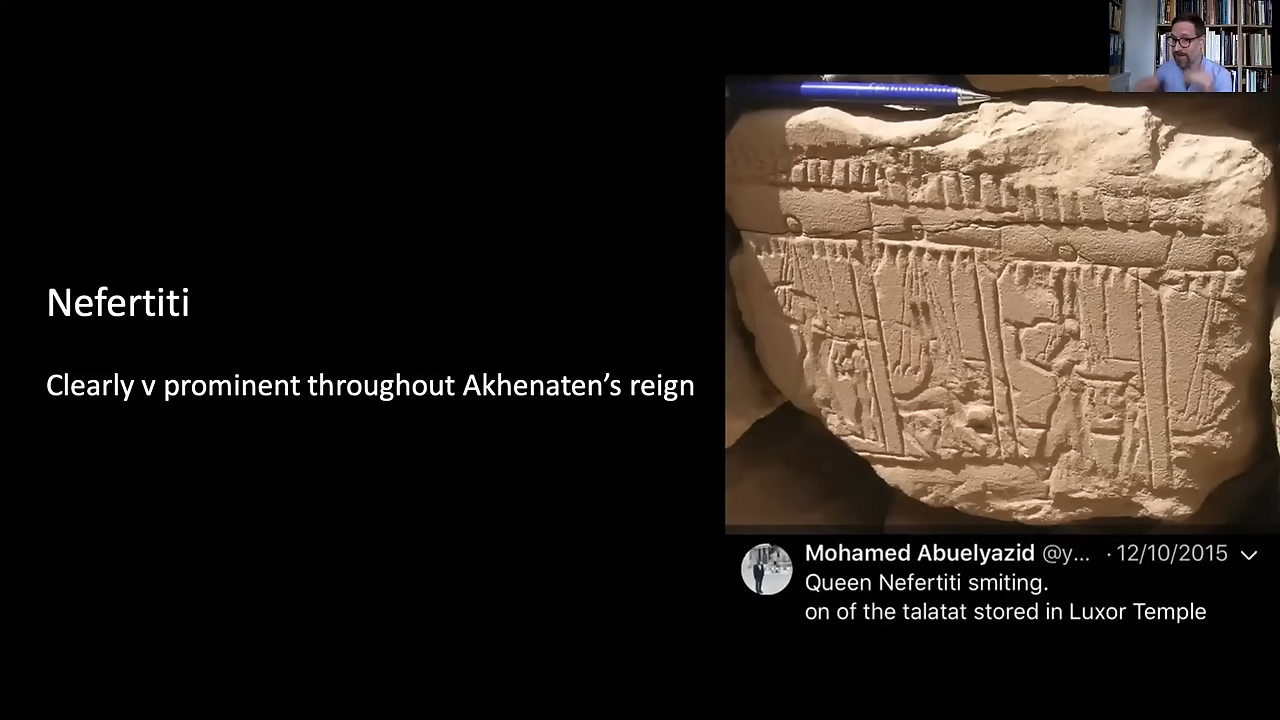 Nefertiti
Clearly v prominent throughout Akhenaten's reign
Mohamed Abuelyazid @y... · 12/10/2015
Queen Nefertiti smiting.
on of the talatat stored in Luxor Temple